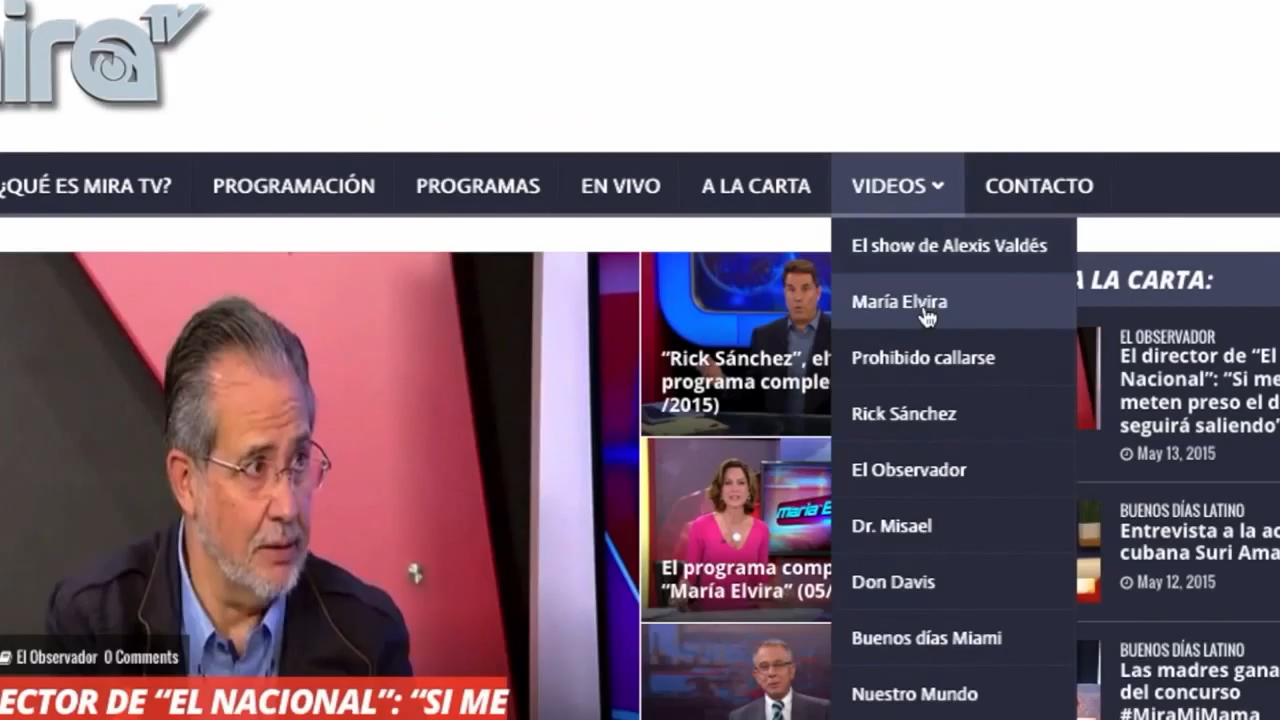 ira TV
¿QUÉ ES MIRA TV?
PROGRAMACIÓN
PROGRAMAS
EN VIVO
A LA CARTA
VIDEOS
CONTACTO
El show de Alexis Valdés
María Elvira
Prohibido callarse
Rick Sánchez
El Observador
Dr. Misael
Don Davis
Buenos días Miami
Nuestro Mundo
El Observador 0 Comments
ECTOR DE “EL NACIONAL”: “SI ME
“Rick Sánchez”, el
programa comple
/2015)
maria E
El programa comp
“María Elvira” (05/
A LA CARTA:
EL OBSERVADOR
El director de “El
Nacional”: “Si me
meten preso el d
seguirá saliendo”
May 13, 2015
BUENOS DÍAS LATINO
Entrevista a la ac
cubana Suri Ama
May 12, 2015
BUENOS DÍAS LATINO
Las madres gana
del concurso
#MiraMiMama